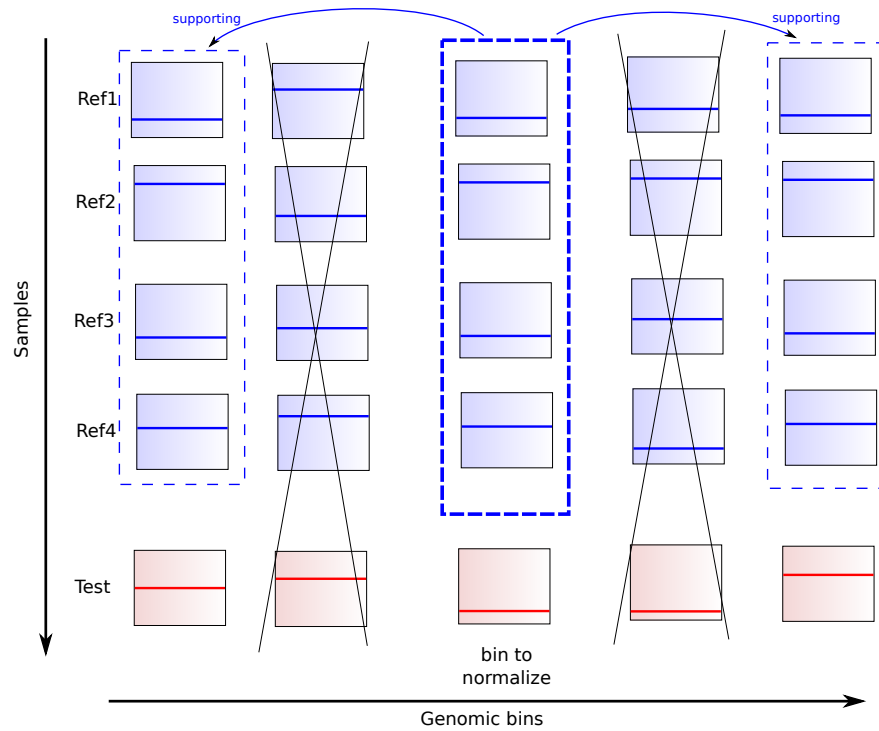 supporting
supporting
Ref1
Ref2
Ref3
Ref4
Samples
Test
bin to
normalize
Genomic bins